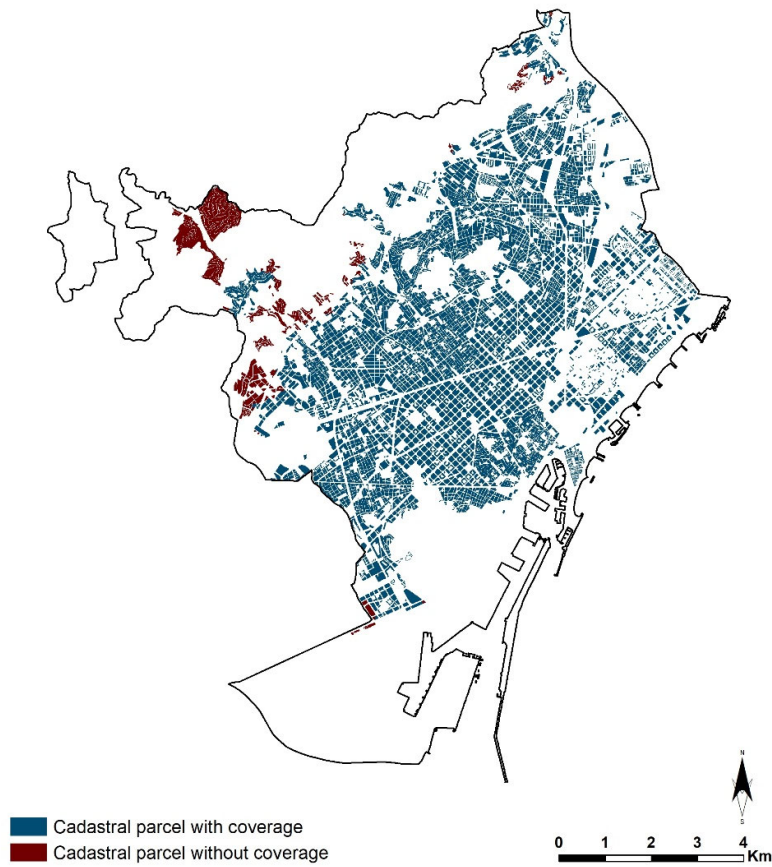 N
S
Cadastral parcel with coverage
Cadastral parcel without coverage
0 1 2 3 4
Km